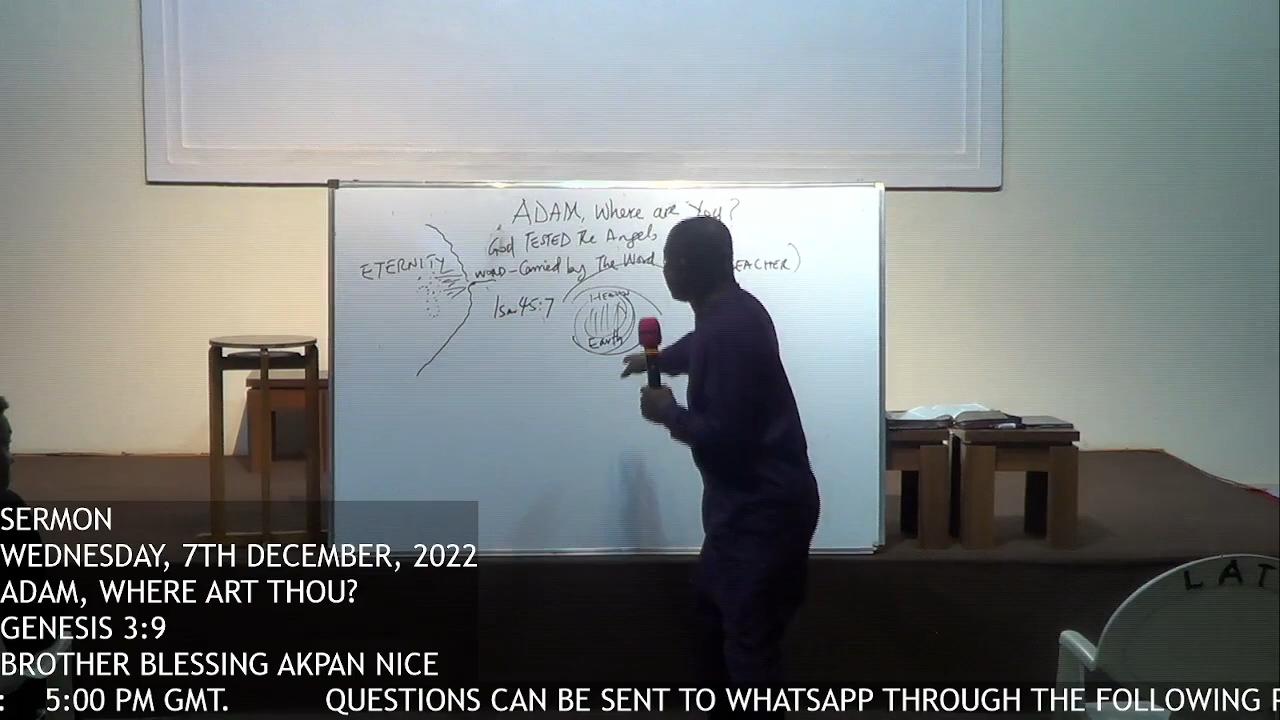 ADAM, Where are You?
God TESTED The Angels
ETERNITY
WORD - Carried by The Word
EACHER)
Isa 45:7
Heaven
Earth
LAT
SERMON
WEDNESDAY, 7TH DECEMBER, 2022
ADAM, WHERE ART THOU?
GENESIS 3:9
BROTHER BLESSING AKPAN NICE
: 5:00 PM GMT. QUESTIONS CAN BE SENT TO WHATSAPP THROUGH THE FOLLOWING